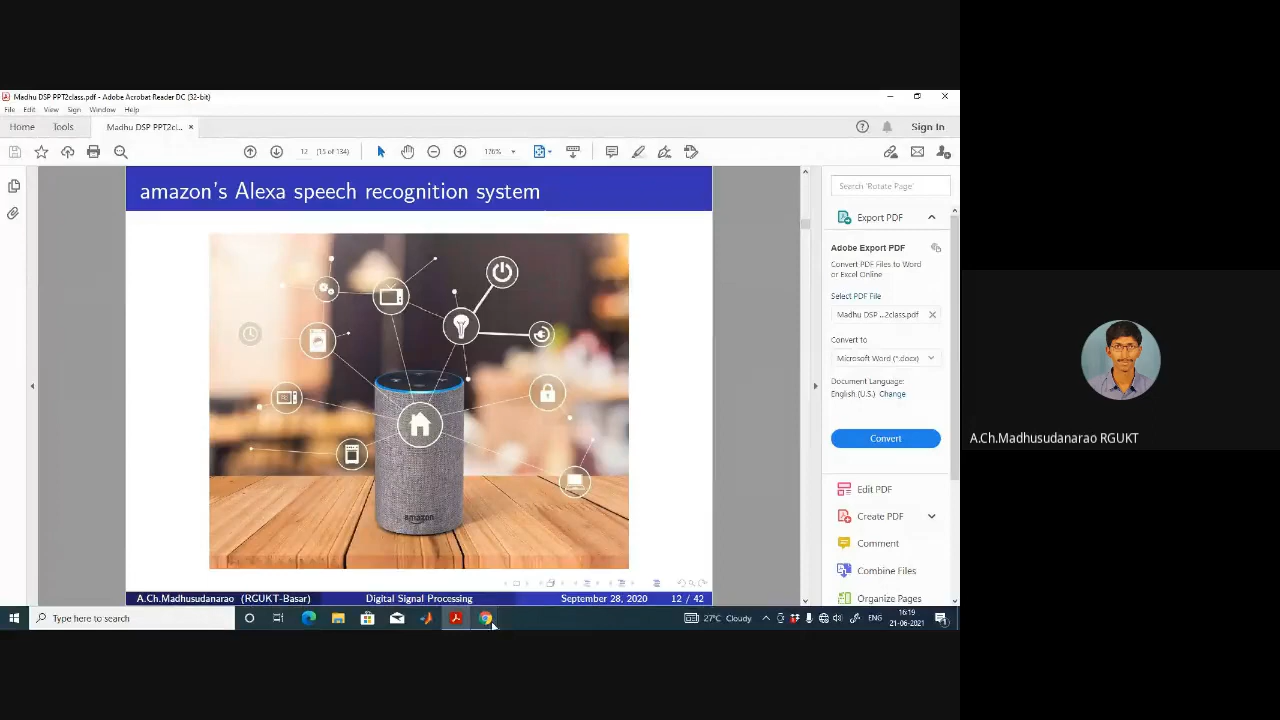 Madhu DSP PPT2class.pdf - Adobe Acrobat Reader DC (32-bit)
File Edit View Sign Window Help
Home Tools Madhu DSP PPT2cl... × Sign In
12 (15 of 134) 176%
amazon's Alexa speech recognition system
amazon
A.Ch.Madhusudanarao (RGUKT-Basar) Digital Signal Processing September 28, 2020 12 / 42
Search 'Rotate Page'
Export PDF
Adobe Export PDF
Convert PDF Files to Word
or Excel Online
Select PDF File
Madhu DSP ..2class.pdf
Convert to
Microsoft Word (*.docx)
Document Language:
English (U.S.) Change
Convert
Edit PDF
Create PDF
Comment
Combine Files
Organize Pages
Type here to search
27°C Cloudy ENG
16:19
21-06-2021
A.Ch.Madhusudanarao RGUKT